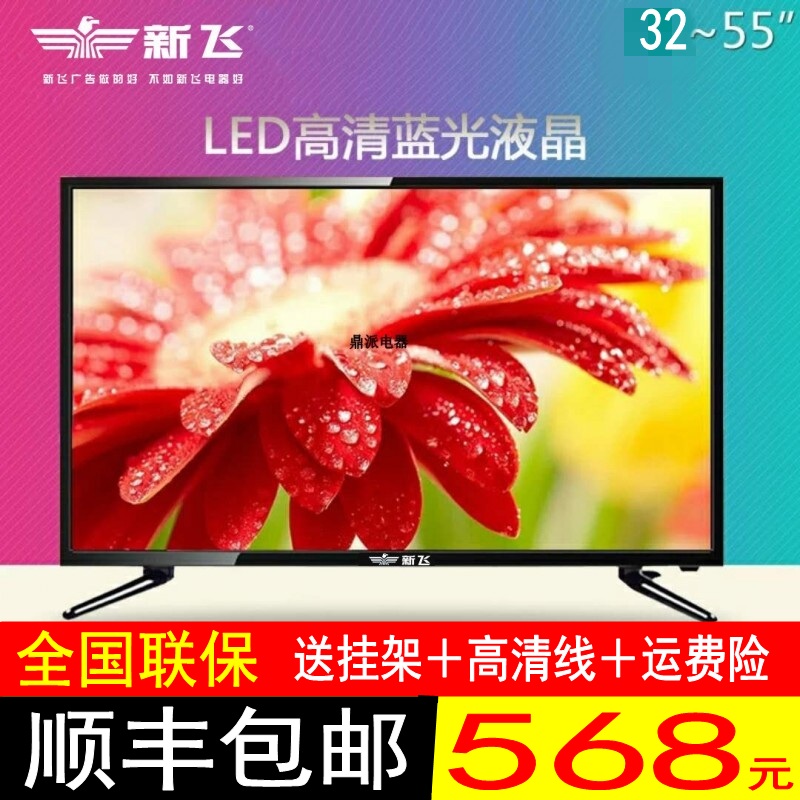 新飞
新飞广告做的好 不如新飞电器好
32~55"
LED高清蓝光液晶
鼎派电器
新飞
全国联保 送挂架+高清线+运费险
顺丰包邮 568元